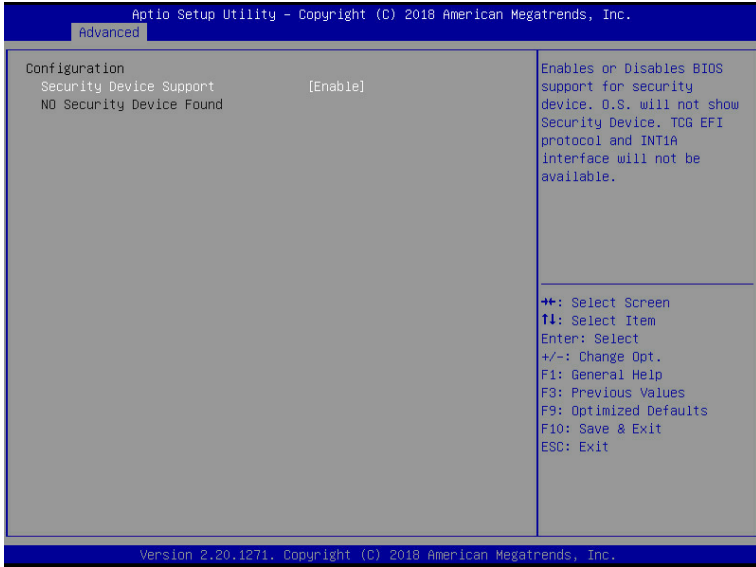 Aptio Setup Utility – Copyright (C) 2018 American Megatrends, Inc.
Advanced
Configuration
Security Device Support [Enable]
NO Security Device Found
Enables or Disables BIOS
support for security
device. O.S. will not show
Security Device. TCG EFI
protocol and INT1A
interface will not be
available.
→←: Select Screen
↑↓: Select Item
Enter: Select
+/-: Change Opt.
F1: General Help
F3: Previous Values
F9: Optimized Defaults
F10: Save & Exit
ESC: Exit
Version 2.20.1271. Copyright (C) 2018 American Megatrends, Inc.